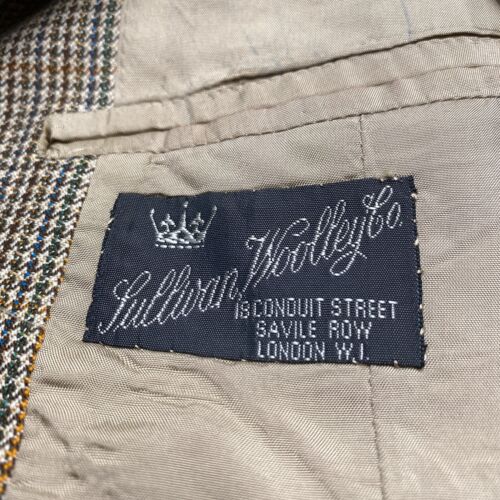 Sullivan, Woolley & Co.
18 CONDUIT STREET
SAVILE ROW
LONDON W.1.